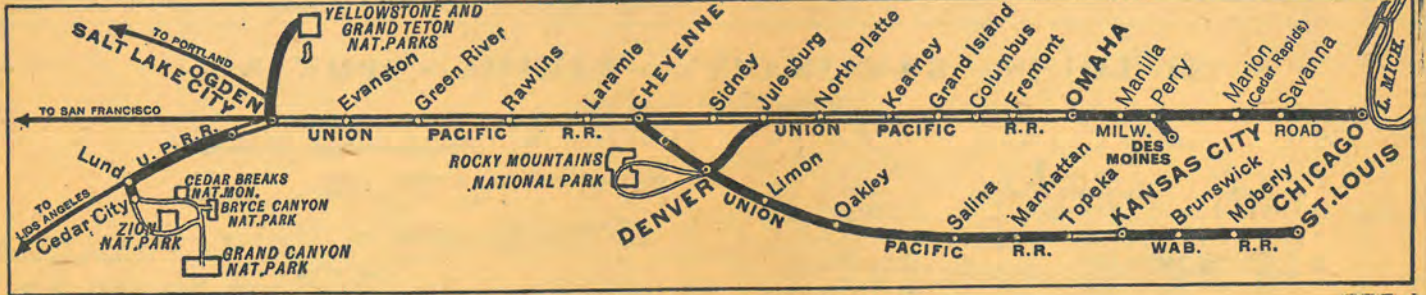 YELLOWSTONE AND
GRAND TETON
NAT. PARKS
TO PORTLAND
SALT LAKE CITY
OGDEN
TO SAN FRANCISCO
Evanston
Green River
Rawlins
Laramie
CHEYENNE
Sidney
Julesburg
North Platte
Kearney
Grand Island
Columbus
Fremont
OMAHA
Manilla
Perry
Marion
(Cedar Rapids)
Savanna
L. MICH.
UNION PACIFIC R.R.
UNION PACIFIC R.R.
MILW. ROAD
DES
MOINES
CHICAGO
U. P. R. R.
Lund
TO
LOS ANGELES
Cedar City
CEDAR BREAKS
NAT. MON.
BRYCE CANYON
NAT. PARK
ZION
NAT. PARK
GRAND CANYON
NAT. PARK
ROCKY MOUNTAINS
NATIONAL PARK
DENVER
Limon
Oakley
Salina
Manhattan
Topeka
KANSAS CITY
Brunswick
Moberly
ST. LOUIS
UNION PACIFIC R.R.
WAB. R.R.